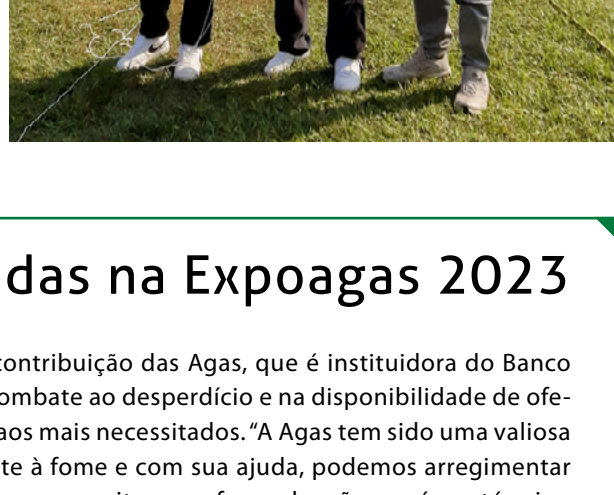 das na Expoagas 2023
contribuição das Agas, que é instituidora do Banco
ombate ao desperdício e na disponibilidade de ofe-
aos mais necessitados. “A Agas tem sido uma valiosa
te à fome e com sua ajuda, podemos arregimentar